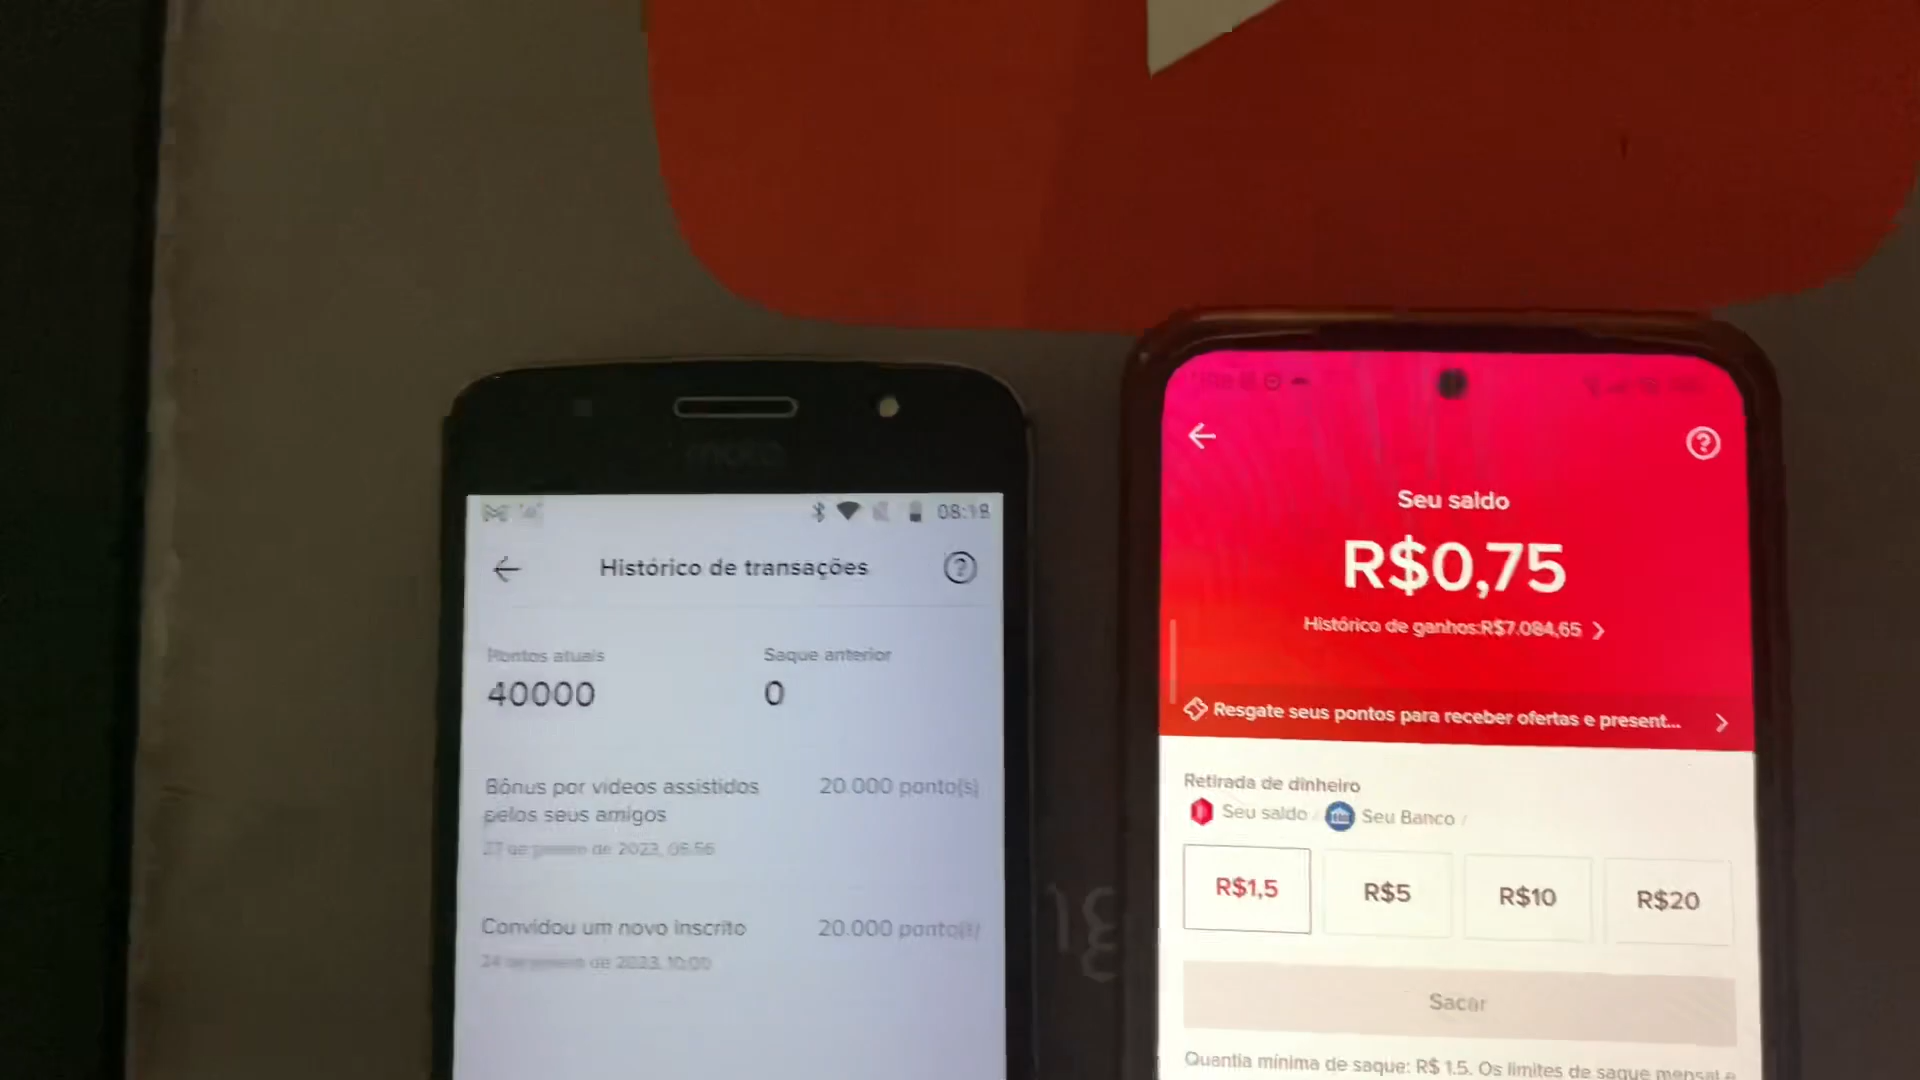 moto
08:18
Histórico de transações
Pontos atuais
Saque anterior
40000
0
Bônus por vídeos assistidos
pelos seus amigos
20.000 ponto(s)
27 de janeiro de 2023, 05:56
Convidou um novo inscrito
20.000 ponto(s)
24 de janeiro de 2023, 10:00
Seu saldo
R$0,75
Histórico de ganhos:R$7.084,65
Resgate seus pontos para receber ofertas e present...
Retirada de dinheiro
Seu saldo / Seu Banco /
R$1,5
R$5
R$10
R$20
Sacar
Quantia mínima de saque: R$ 1.5. Os limites de saque mensal e